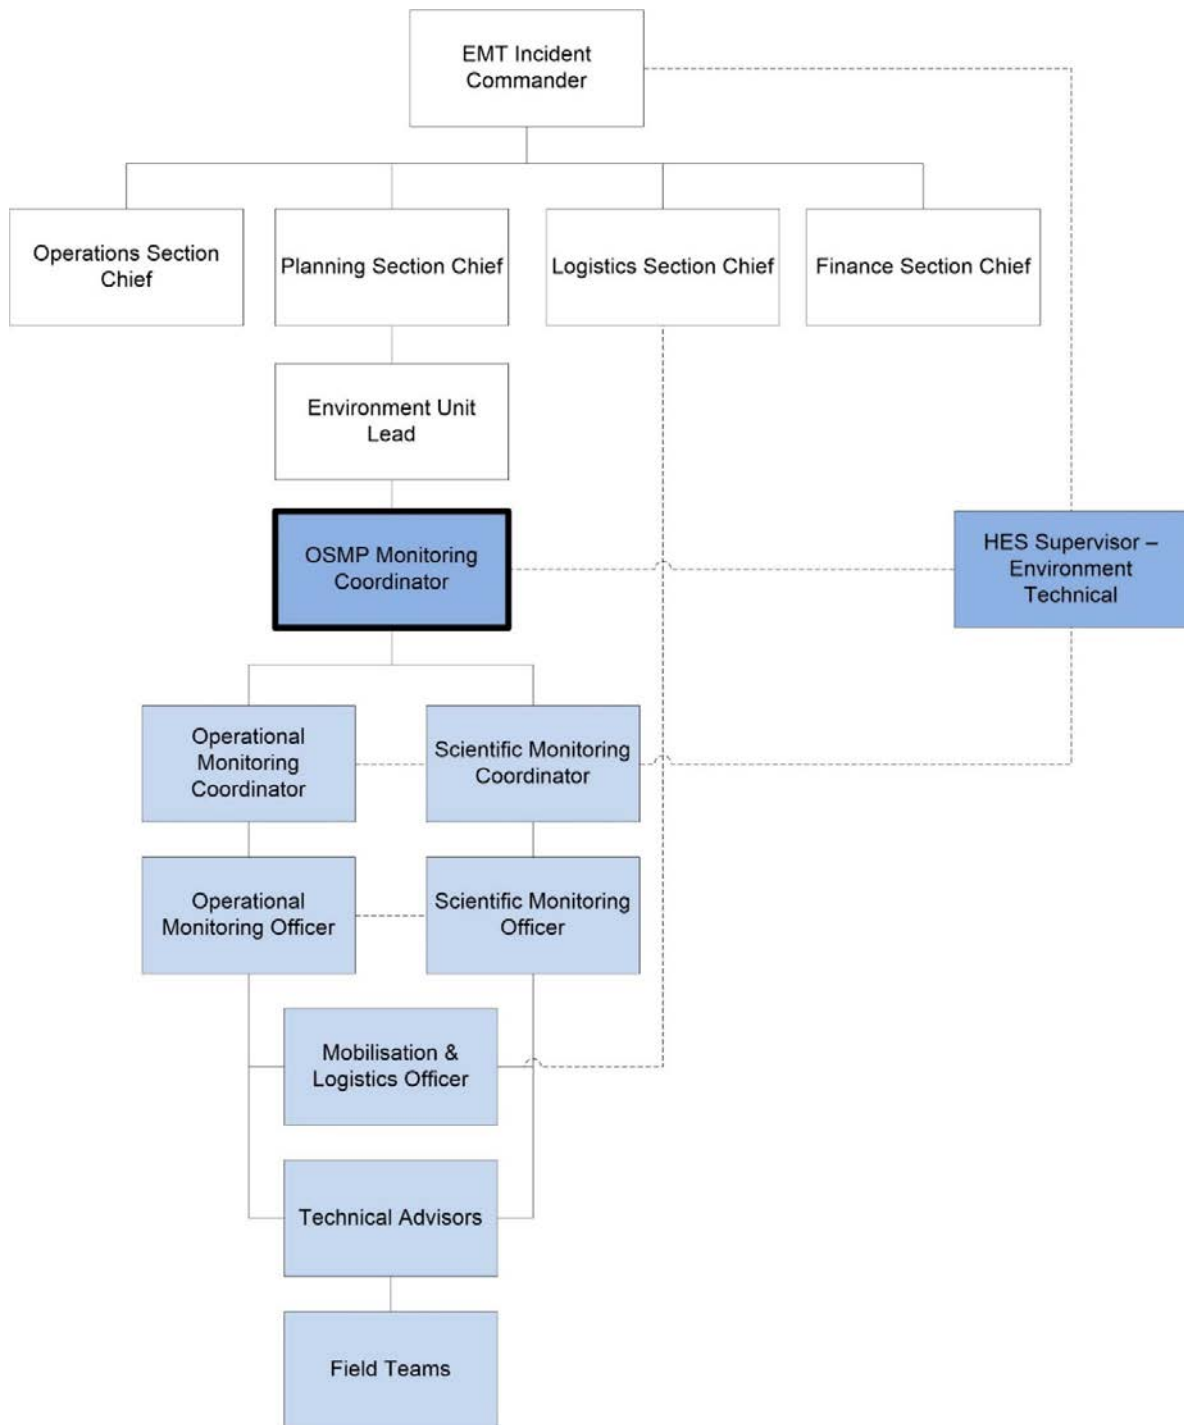 EMT Incident
Commander
Operations Section
Chief
Planning Section Chief
Logistics Section Chief
Finance Section Chief
Environment Unit
Lead
OSMP Monitoring
Coordinator
HES Supervisor –
Environment
Technical
Operational
Monitoring
Coordinator
Scientific Monitoring
Coordinator
Operational
Monitoring Officer
Scientific Monitoring
Officer
Mobilisation &
Logistics Officer
Technical Advisors
Field Teams